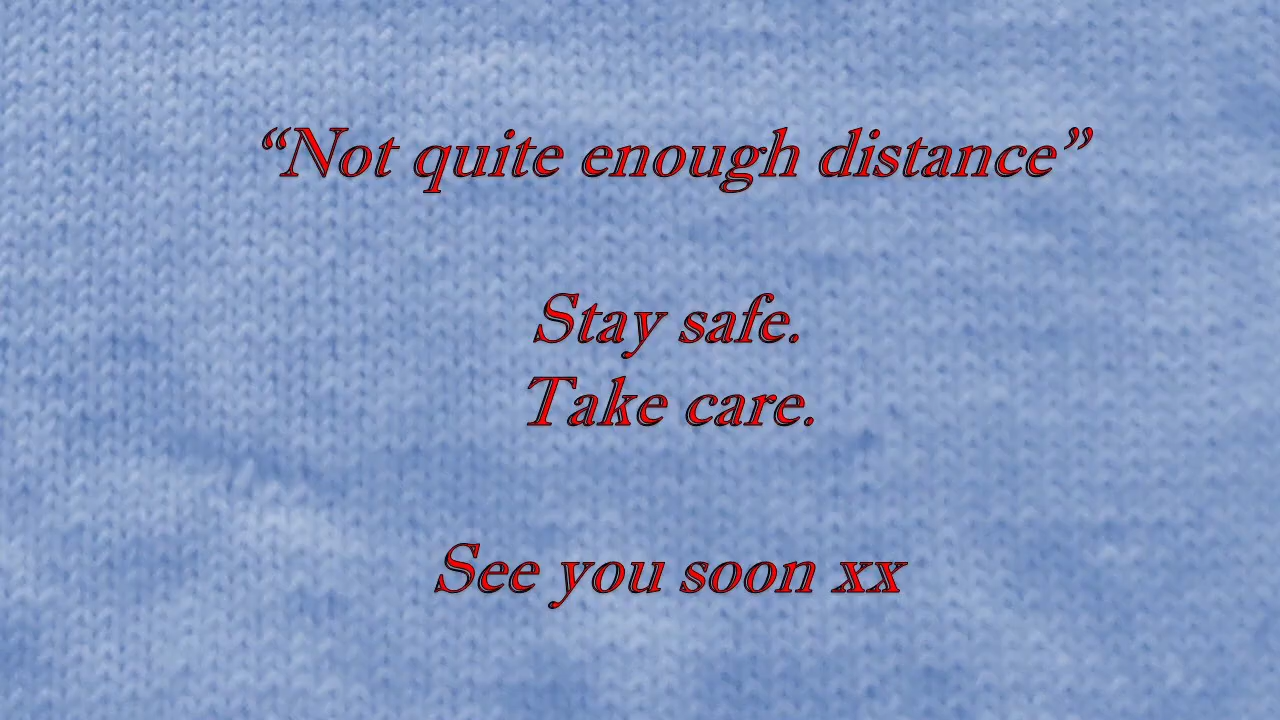 “Not quite enough distance”
Stay safe.
Take care.
See you soon xx